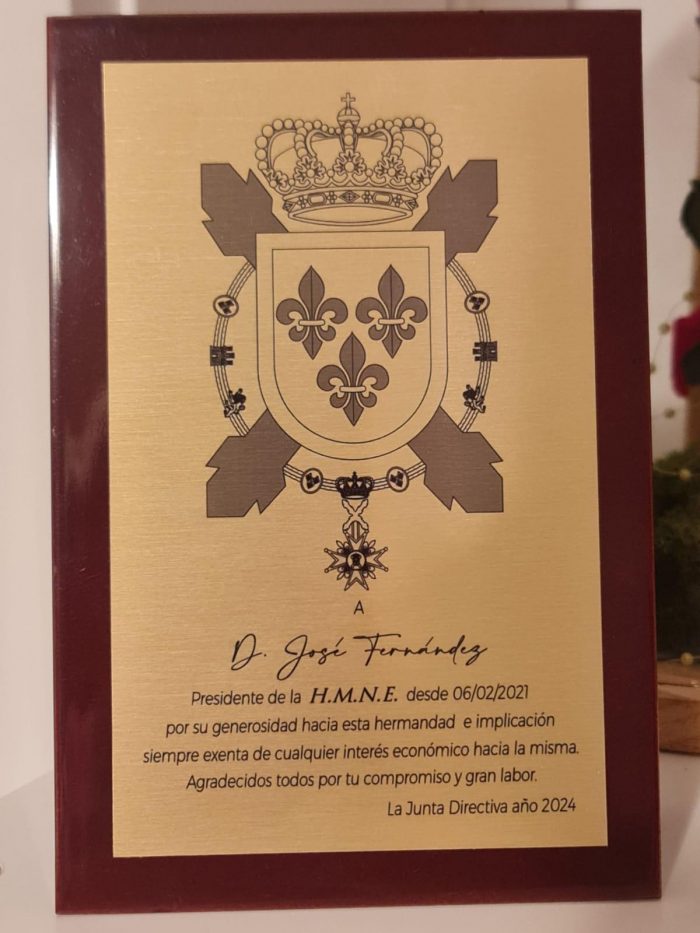 A
D. José Fernández
Presidente de la H.M.N.E. desde 06/02/2021
por su generosidad hacia esta hermandad e implicación
siempre exenta de cualquier interés económico hacia la misma.
Agradecidos todos por tu compromiso y gran labor.
La Junta Directiva año 2024